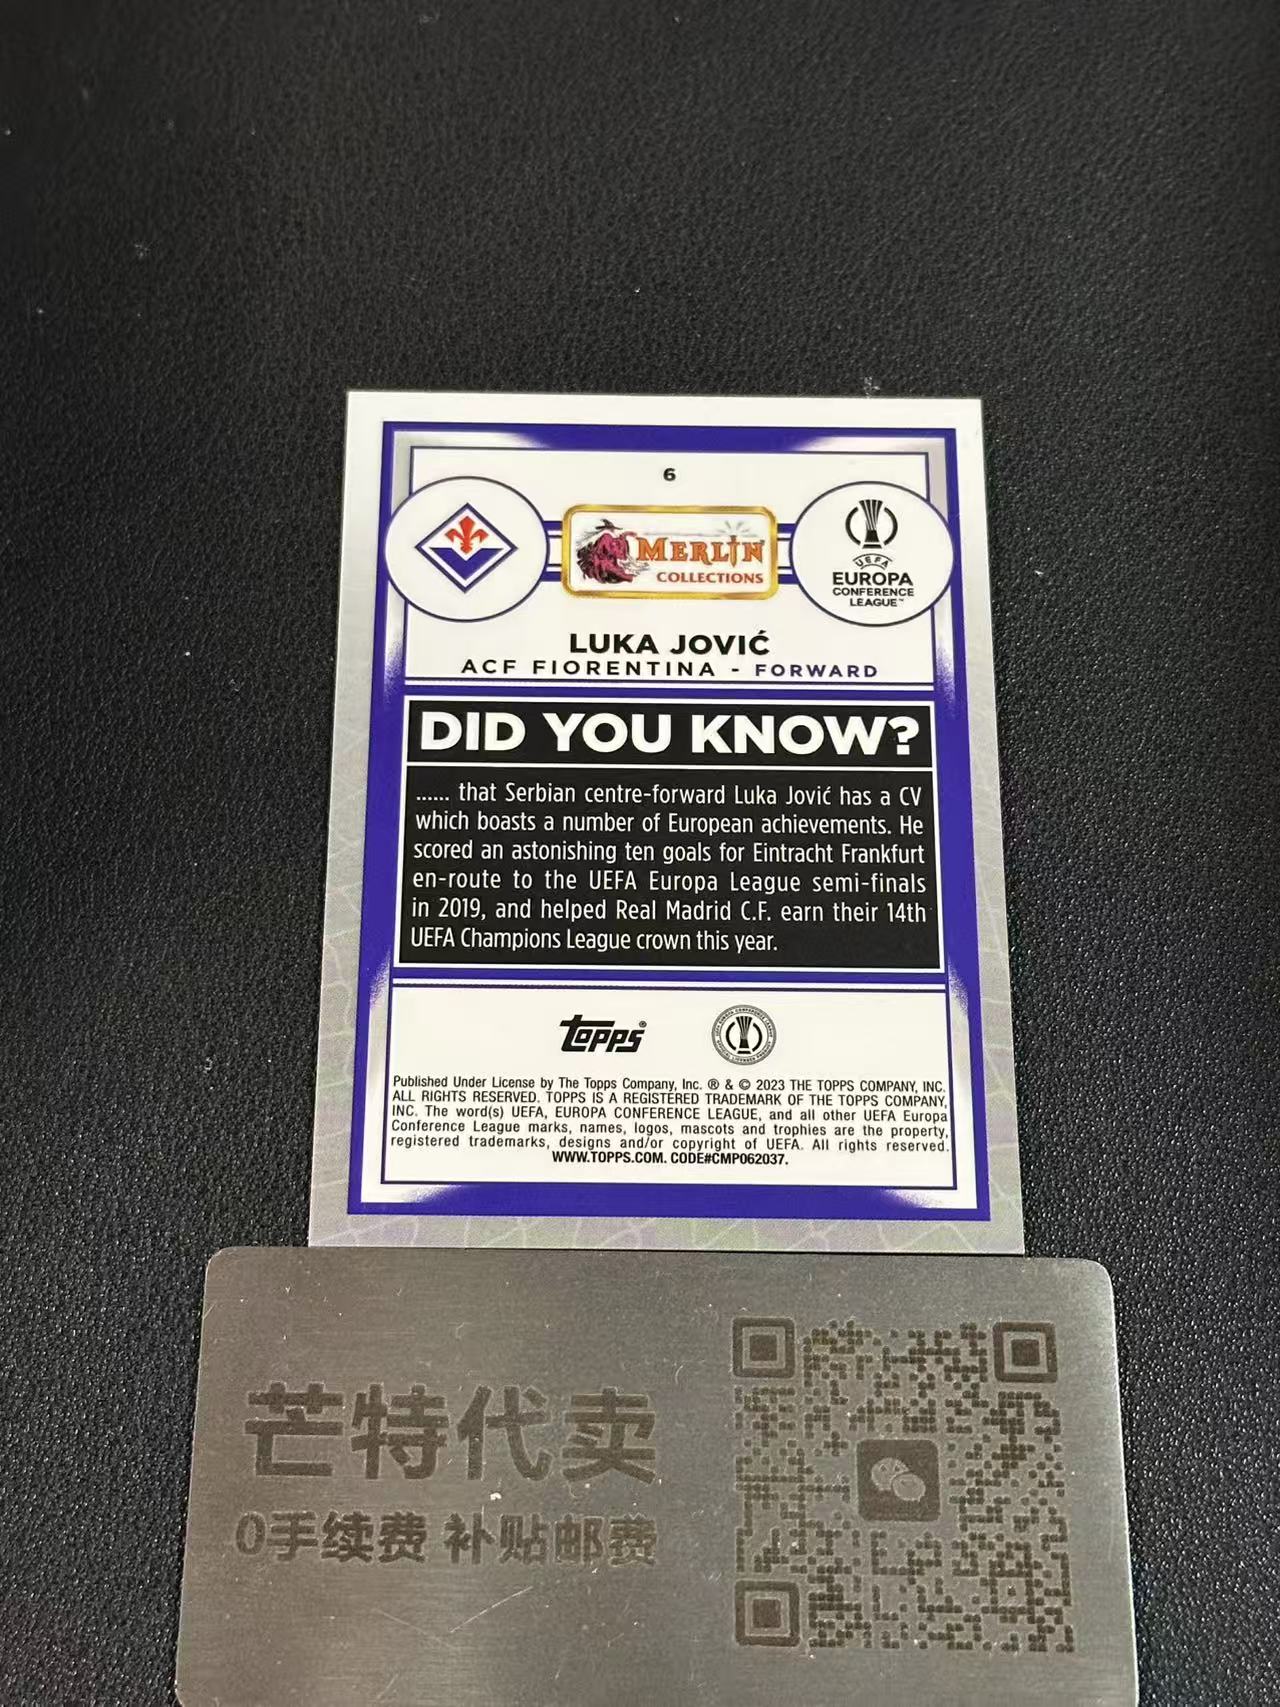 6
MERLIN
COLLECTIONS
UEFA
EUROPA
CONFERENCE
LEAGUE™
LUKA JOVIĆ
ACF FIORENTINA - FORWARD
DID YOU KNOW?
...... that Serbian centre-forward Luka Jović has a CV
which boasts a number of European achievements. He
scored an astonishing ten goals for Eintracht Frankfurt
en-route to the UEFA Europa League semi-finals
in 2019, and helped Real Madrid C.F. earn their 14th
UEFA Champions League crown this year.
topps®
Published Under License by The Topps Company, Inc. ® & © 2023 THE TOPPS COMPANY, INC.
ALL RIGHTS RESERVED. TOPPS IS A REGISTERED TRADEMARK OF THE TOPPS COMPANY,
INC. The word(s) UEFA, EUROPA CONFERENCE LEAGUE, and all other UEFA Europa
Conference League marks, names, logos, mascots and trophies are the property,
registered trademarks, designs and/or copyright of UEFA. All rights reserved.
WWW.TOPPS.COM. CODE#CMP062037.
芒特代卖
0手续费 补贴邮费